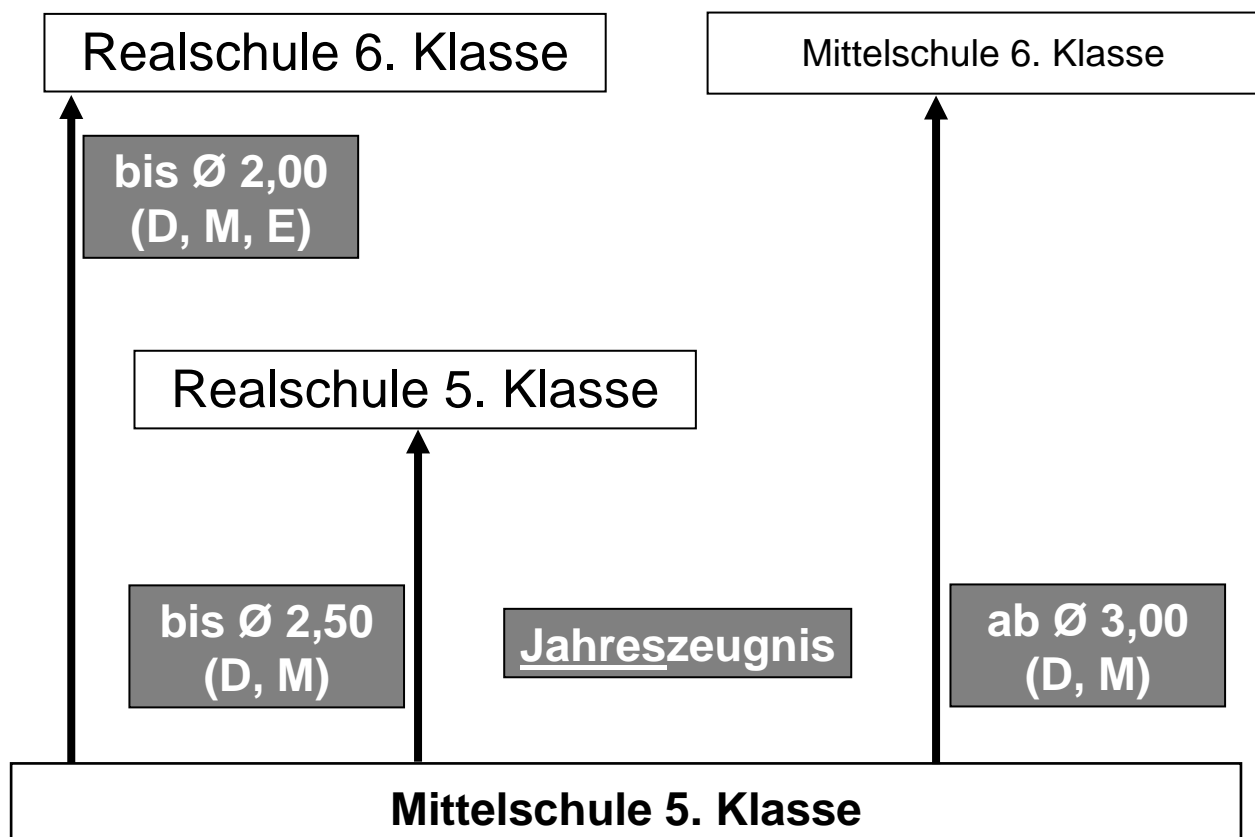 Realschule 6. Klasse
Mittelschule 6. Klasse
bis Ø 2,00
(D, M, E)
Realschule 5. Klasse
bis Ø 2,50
(D, M)
Jahreszeugnis
ab Ø 3,00
(D, M)
Mittelschule 5. Klasse